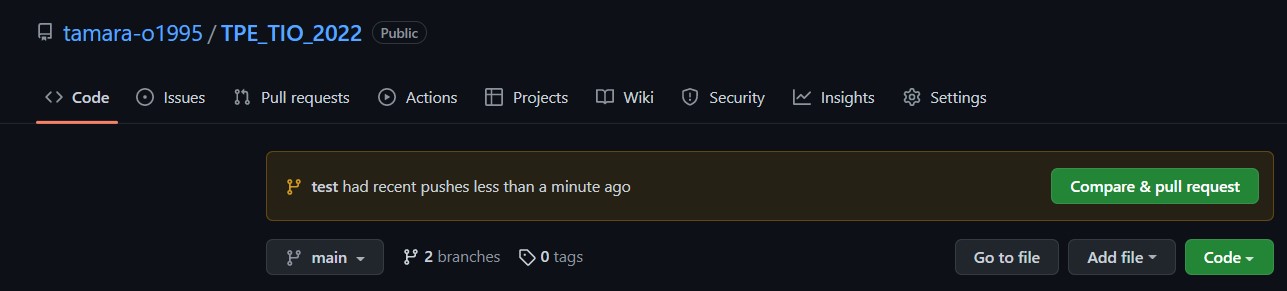 tamara-o1995 / TPE_TIO_2022 Public
Code Issues Pull requests Actions Projects Wiki Security Insights Settings
test had recent pushes less than a minute ago Compare & pull request
main 2 branches 0 tags Go to file Add file Code